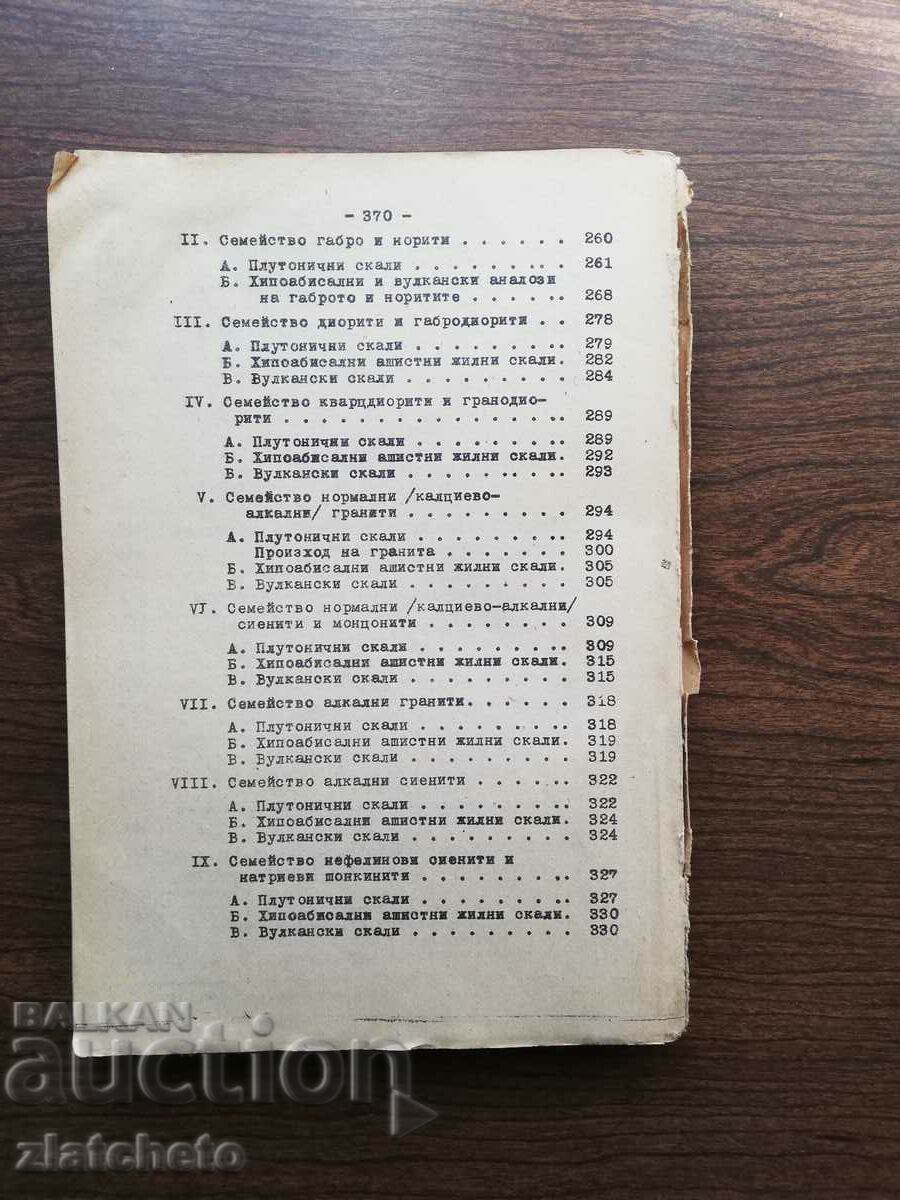 - 370 -
II. Семейство габро и норити . . . . . . 260
А. Плутонични скали . . . . . . . . . 261
Б. Хипоабисални и вулкански аналози
на габрото и норитите . . . . . . 268
III. Семейство диорити и габродиорити . . 278
А. Плутонични скали . . . . . . . . . 279
Б. Хипоабисални ашистни жилни скали. 282
В. Вулкански скали . . . . . . . . . 284
IV. Семейство кварцдиорити и гранодио-
рити . . . . . . . . . . . . . . . . 289
А. Плутонични скали . . . . . . . . . 289
Б. Хипоабисални ашистни жилни скали. 292
В. Вулкански скали . . . . . . . . . 293
V. Семейство нормални /калциево-
алкални/ гранити . . . . . . . . . 294
А. Плутонични скали . . . . . . . . . 294
Произход на гранита . . . . . . . 300
Б. Хипоабисални ашистни жилни скали. 305
В. Вулкански скали . . . . . . . . . 305
VI. Семейство нормални /калциево-алкални/
сиенити и монцонити . . . . . . . . 309
А. Плутонични скали . . . . . . . . . 309
Б. Хипоабисални ашистни жилни скали. 315
В. Вулкански скали . . . . . . . . . 315
VII. Семейство алкални гранити. . . . . . 318
А. Плутонични скали . . . . . . . . . 318
Б. Хипоабисални ашистни жилни скали. 319
В. Вулкански скали . . . . . . . . . 319
VIII. Семейство алкални сиенити . . . . . . 322
А. Плутонични скали . . . . . . . . . 322
Б. Хипоабисални ашистни жилни скали. 324
В. Вулкански скали . . . . . . . . . 324
IX. Семейство нефелинови сиенити и
натриеви шонкинити . . . . . . . . 327
А. Плутонични скали . . . . . . . . . 327
Б. Хипоабисални ашистни жилни скали. 330
В. Вулкански скали . . . . . . . . . 330
BALKAN
auction
zlatcheto